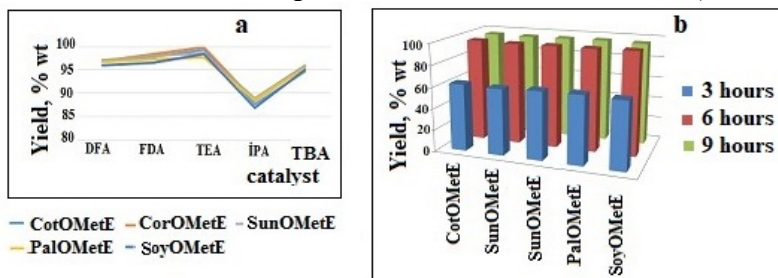 a
Yield, % wt
100
95
90
85
80
DFA FDA TEA İPA TBA
catalyst
CotOMetE CorOMetE SunOMetE
PalOMetE SoyOMetE
b
Yield, % wt
100
80
60
40
20
0
CotOMetE
SunOMetE
SunOMetE
PalOMetE
SoyOMetE
3 hours
6 hours
9 hours